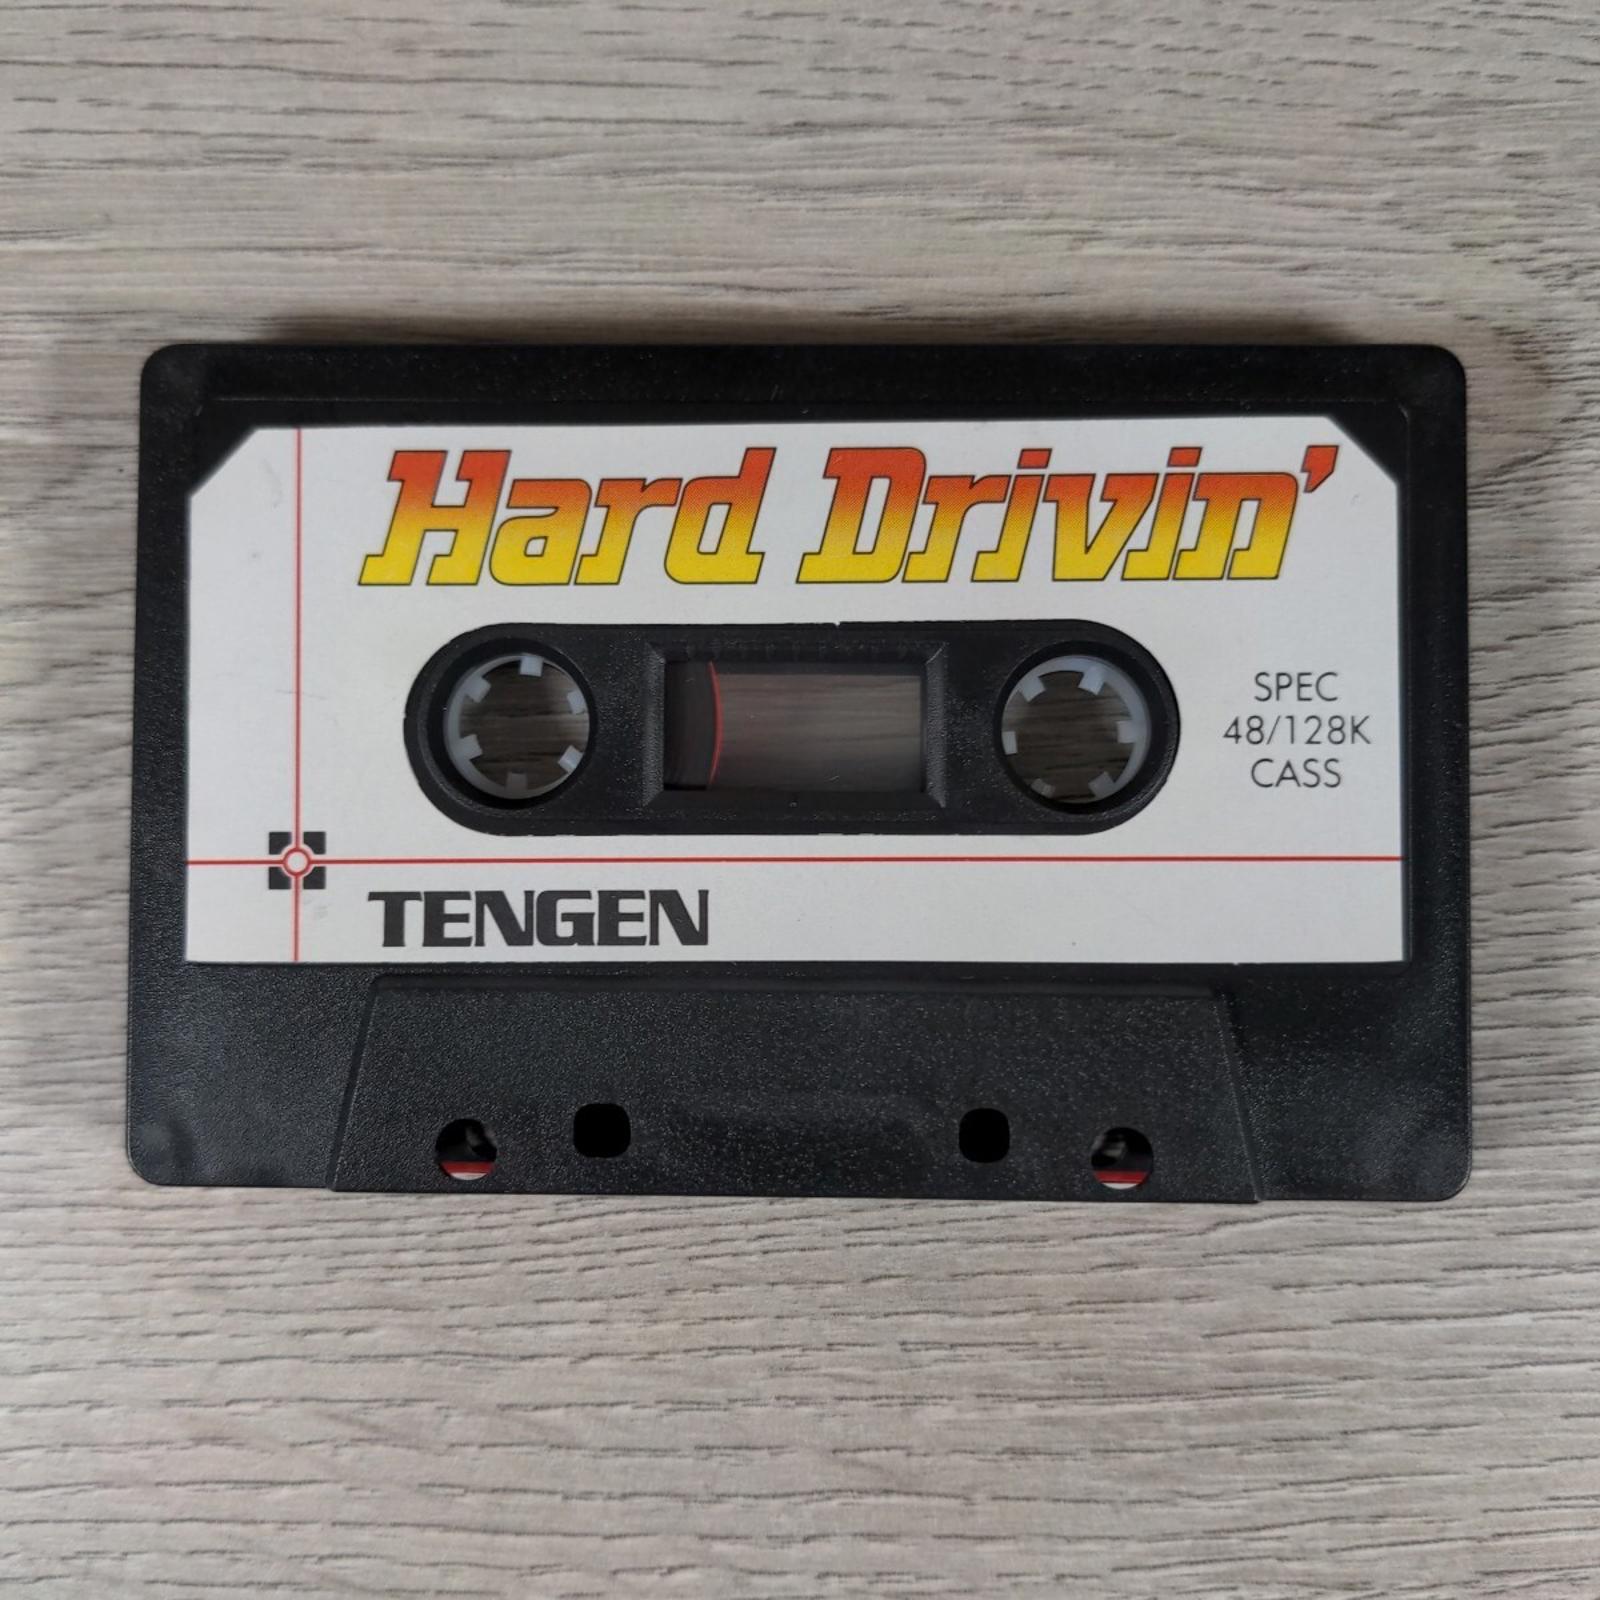 Hard Drivin'
SPEC
48/128K
CASS
TENGEN